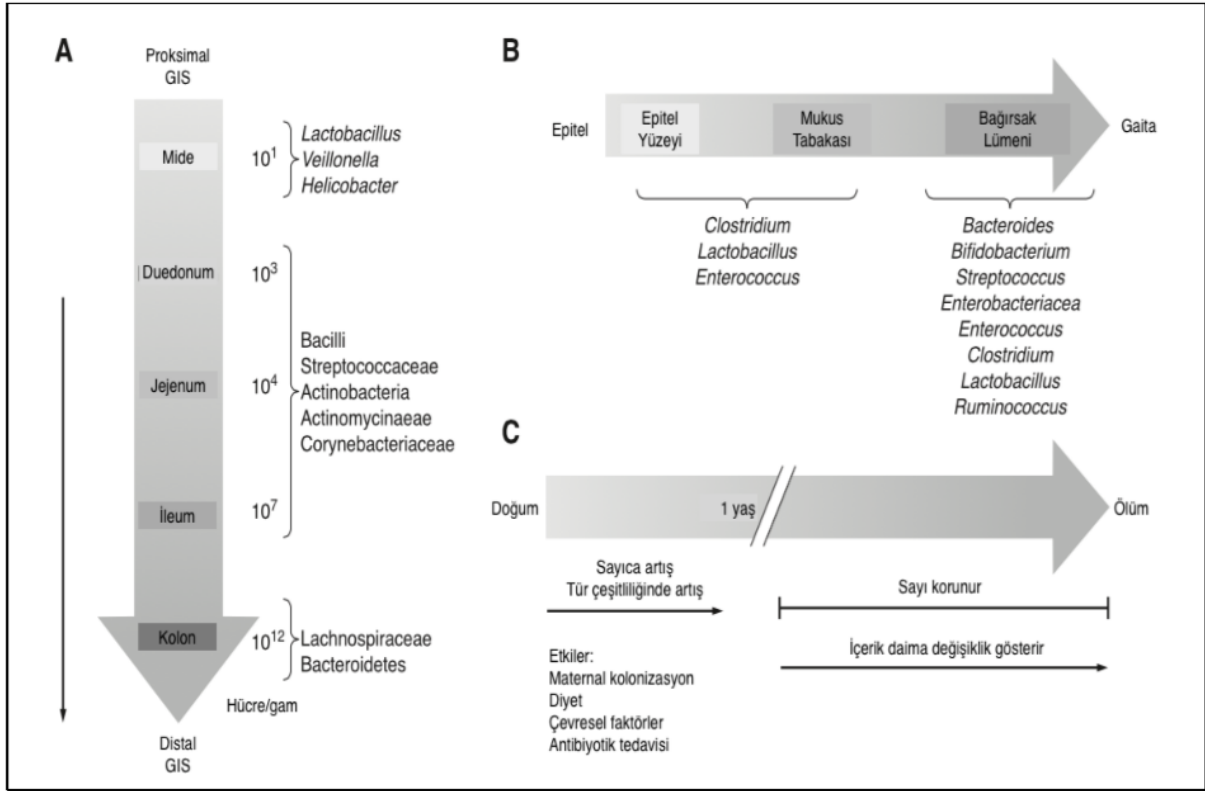 A
Proksimal
GIS
Mide
10¹
Lactobacillus
Veillonella
Helicobacter
Duedonum
10³
Jejenum
10⁴
Bacilli
Streptococcaceae
Actinobacteria
Actinomycinaeae
Corynebacteriaceae
İleum
10⁷
Kolon
10¹²
Lachnospiraceae
Bacteroidetes
Hücre/gam
Distal
GIS
B
Epitel
Epitel
Yüzeyi
Mukus
Tabakası
Bağırsak
Lümeni
Gaita
Clostridium
Lactobacillus
Enterococcus
Bacteroides
Bifidobacterium
Streptococcus
Enterobacteriacea
Enterococcus
Clostridium
Lactobacillus
Ruminococcus
C
Doğum
1 yaş
Ölüm
Sayıca artış
Tür çeşitliliğinde artış
Sayı korunur
İçerik daima değişiklik gösterir
Etkiler:
Maternal kolonizasyon
Diyet
Çevresel faktörler
Antibiyotik tedavisi